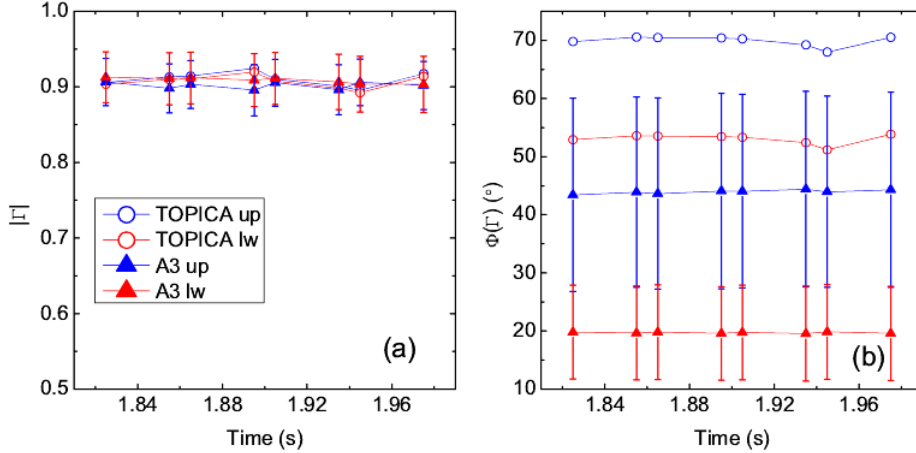 1.0
0.9
0.8
0.7
0.6
0.5
|Γ|
TOPICA up
TOPICA lw
A3 up
A3 lw
(a)
1.84
1.88
1.92
1.96
Time (s)
70
60
50
40
30
20
10
Φ(Γ) (°)
(b)
1.84
1.88
1.92
1.96
Time (s)